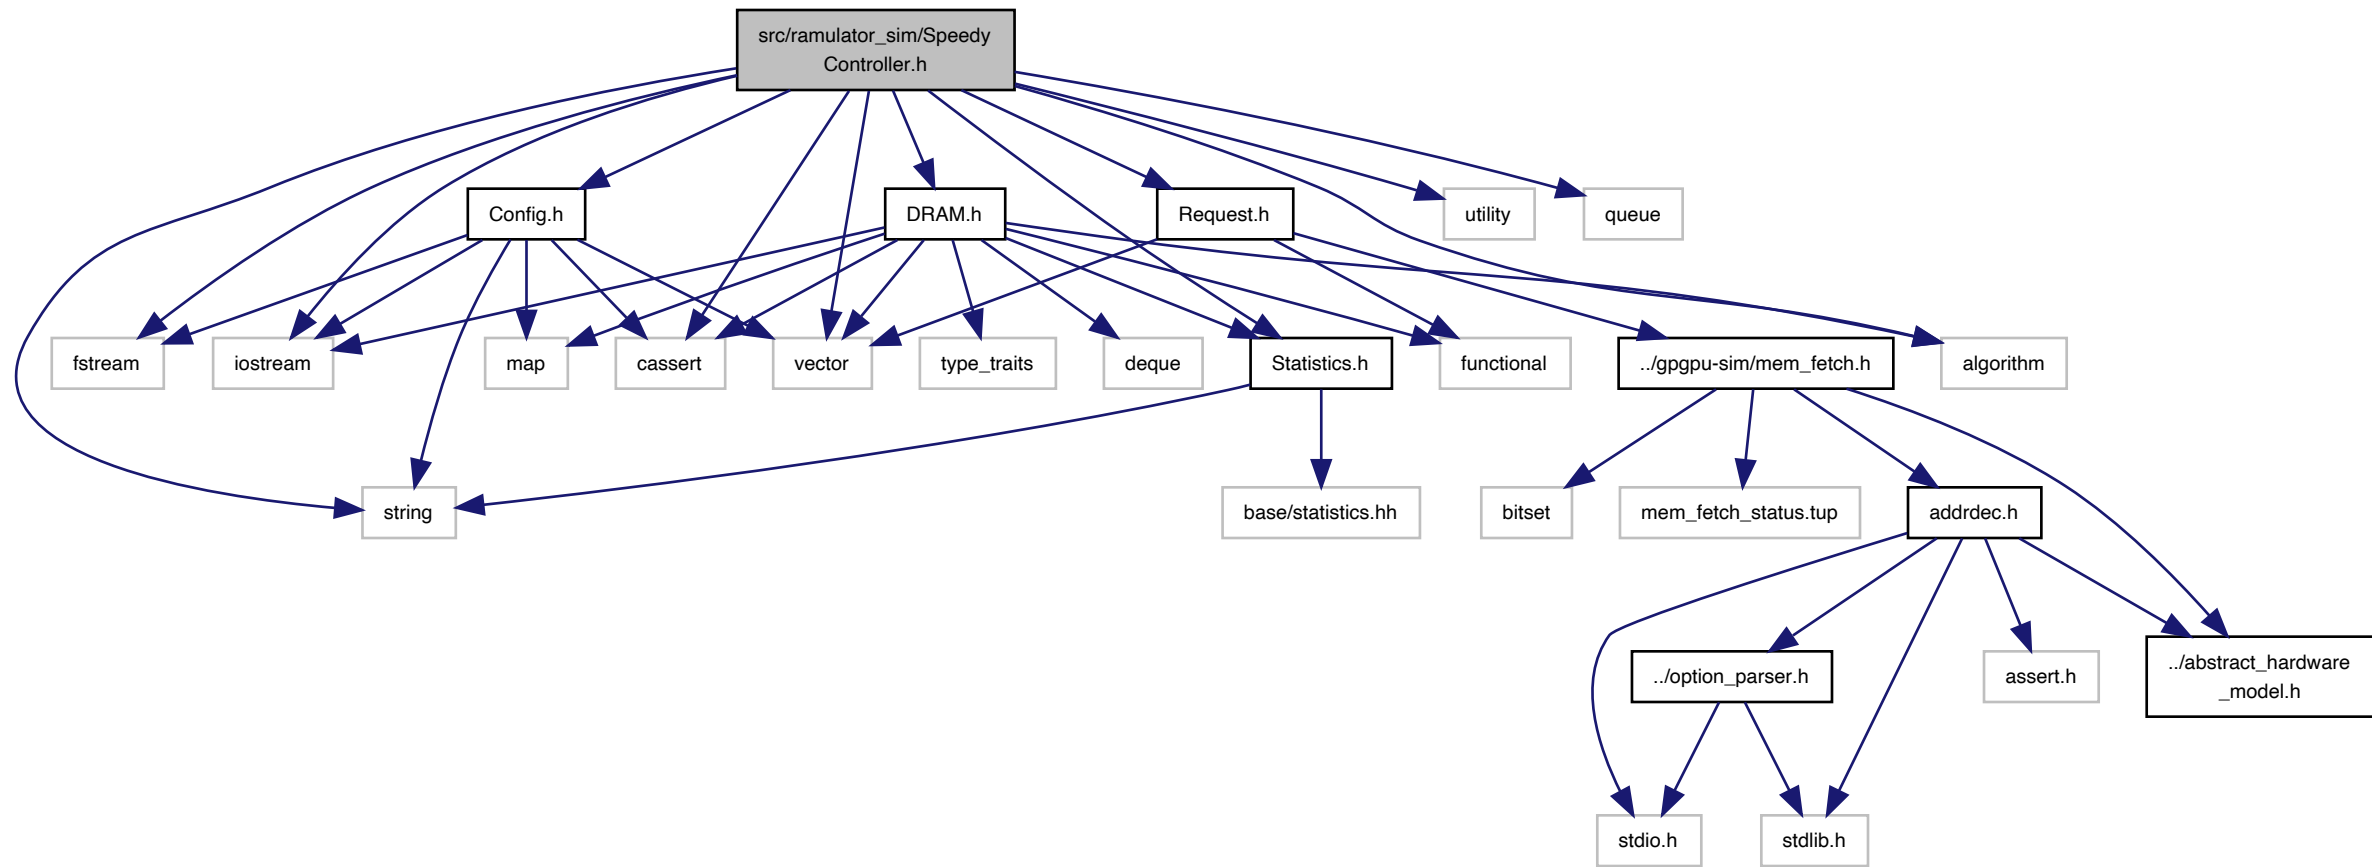 src/ramulator_sim/Speedy
Controller.h
Config.h
DRAM.h
Request.h
utility
queue
fstream
iostream
map
cassert
vector
type_traits
deque
Statistics.h
functional
../gpgpu-sim/mem_fetch.h
algorithm
string
base/statistics.hh
bitset
mem_fetch_status.tup
addrdec.h
../option_parser.h
assert.h
../abstract_hardware
_model.h
stdio.h
stdlib.h